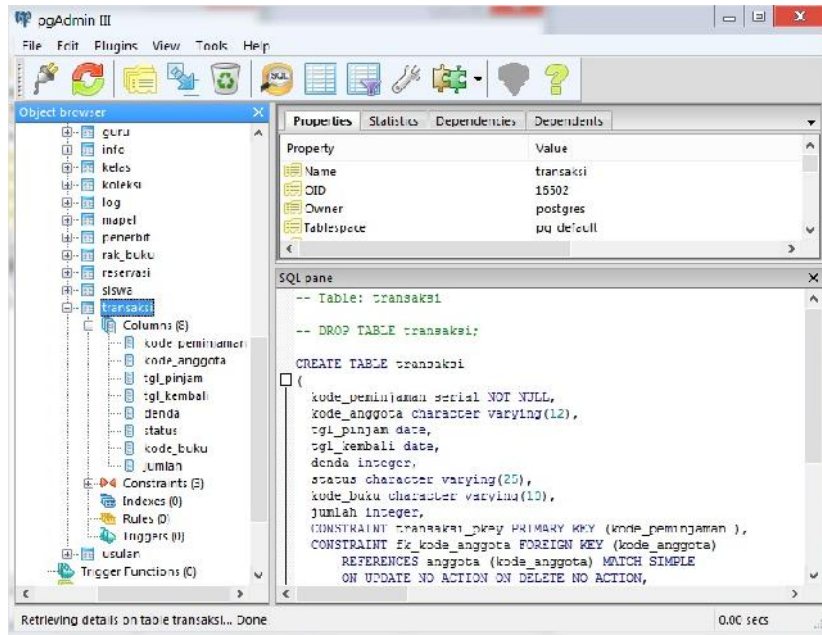 pgAdmin III
File Edit Plugins View Tools Help
Object browser
guru
info
kelas
koleksi
log
mapel
penerbit
rak_buku
reservasi
siswa
transaksi
Columns (8)
kode_peminjaman
kode_anggota
tgl_pinjam
tgl_kembali
denda
status
kode_buku
jumlah
Constraints (3)
Indexes (0)
Rules (0)
Triggers (0)
usulan
Trigger Functions (0)
Properties Statistics Dependencies Dependents
Property Value
Name transaksi
OID 16502
Owner postgres
Tablespace pg_default
SQL pane
-- Table: transaksi
-- DROP TABLE transaksi;
CREATE TABLE transaksi
(
kode_peminjaman serial NOT NULL,
kode_anggota character varying(12),
tgl_pinjam date,
tgl_kembali date,
denda integer,
status character varying(25),
kode_buku character varying(10),
jumlah integer,
CONSTRAINT transaksi_pkey PRIMARY KEY (kode_peminjaman ),
CONSTRAINT fk_kode_anggota FOREIGN KEY (kode_anggota)
REFERENCES anggota (kode_anggota) MATCH SIMPLE
ON UPDATE NO ACTION ON DELETE NO ACTION,
Retrieving details on table transaksi... Done. 0.00 secs